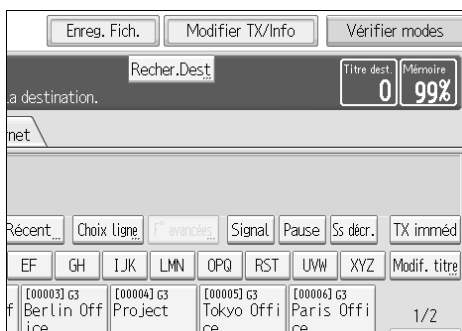 Enreg. Fich. Modifier TX/Info Vérifier modes
Recher.Dest. Titre dest. Mémoire
la destination. 0 99%
rnet
Récent Choix ligne F° avancées Signal Pause Ss décr. TX imméd
EF GH IJK LMN OPQ RST UVW XYZ Modif. titre
[00003] G3 [00004] G3 [00005] G3 [00006] G3
f Berlin Off Project Tokyo Offi Paris Offi 1/2
ice ce ce